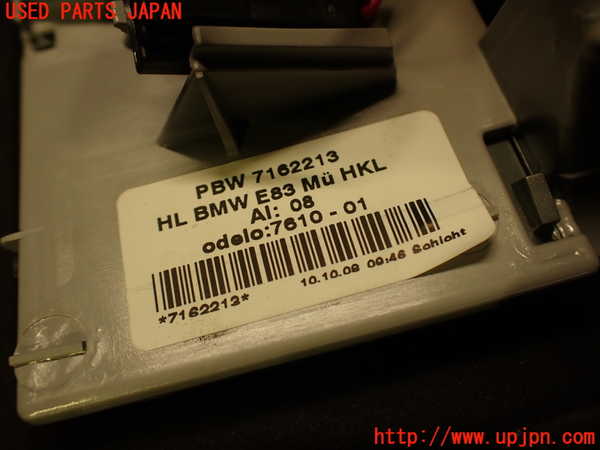 USED PARTS JAPAN
PBW 7162213
HL BMW E83 Mü HKL
AI: 08
odelo:7610 - 01
*7162213*
10.10.08 09:46 Schicht
http://www.upjpn.com